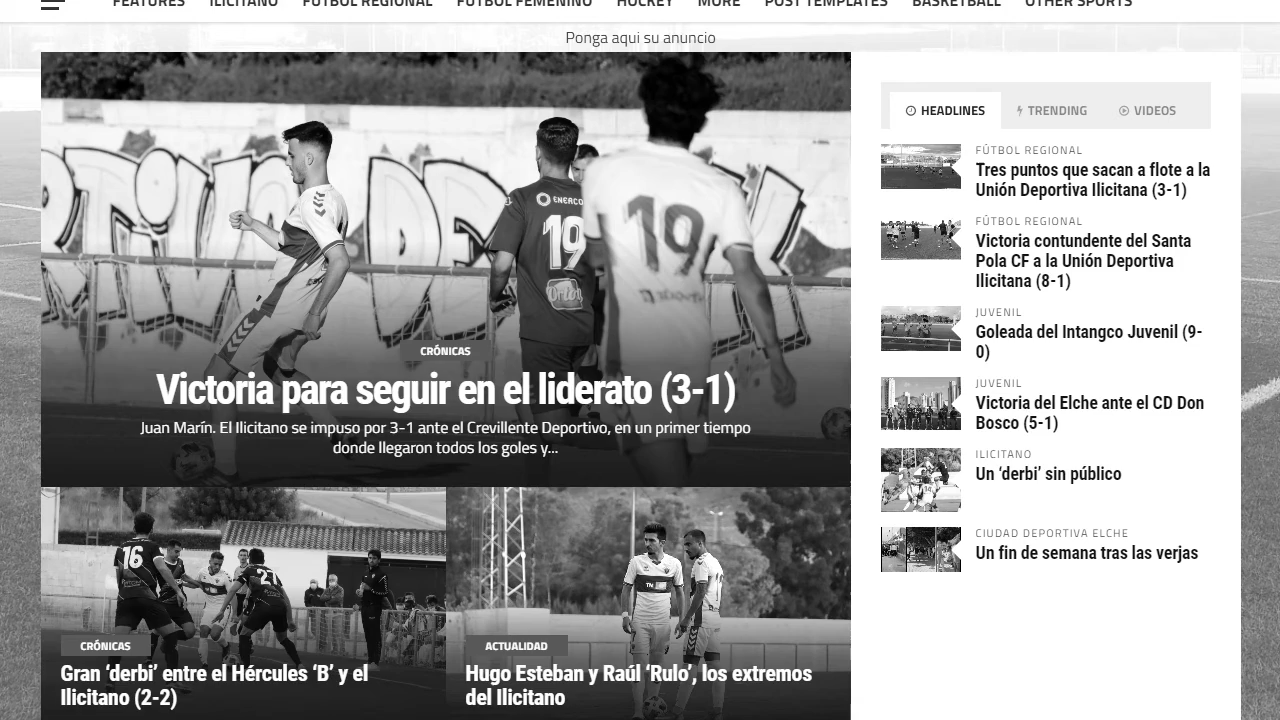 FEATURES ILICITANO FÚTBOL REGIONAL FÚTBOL FEMENINO HOCKEY MORE POST TEMPLATES BASKETBALL OTHER SPORTS
Ponga aqui su anuncio
19
ENERCO
19
CRÓNICAS
Victoria para seguir en el liderato (3-1)
Juan Marín. El Ilicitano se impuso por 3-1 ante el Crevillente Deportivo, en un primer tiempo
donde llegaron todos los goles y...
16
CRÓNICAS
Gran ‘derbi’ entre el Hércules ‘B’ y el
Ilicitano (2-2)
ACTUALIDAD
Hugo Esteban y Raúl ‘Rulo’, los extremos
del Ilicitano
HEADLINES TRENDING VIDEOS
FÚTBOL REGIONAL
Tres puntos que sacan a flote a la
Unión Deportiva Ilicitana (3-1)
FÚTBOL REGIONAL
Victoria contundente del Santa
Pola CF a la Unión Deportiva
Ilicitana (8-1)
JUVENIL
Goleada del Intangco Juvenil (9-
0)
JUVENIL
Victoria del Elche ante el CD Don
Bosco (5-1)
ILICITANO
Un ‘derbi’ sin público
CIUDAD DEPORTIVA ELCHE
Un fin de semana tras las verjas